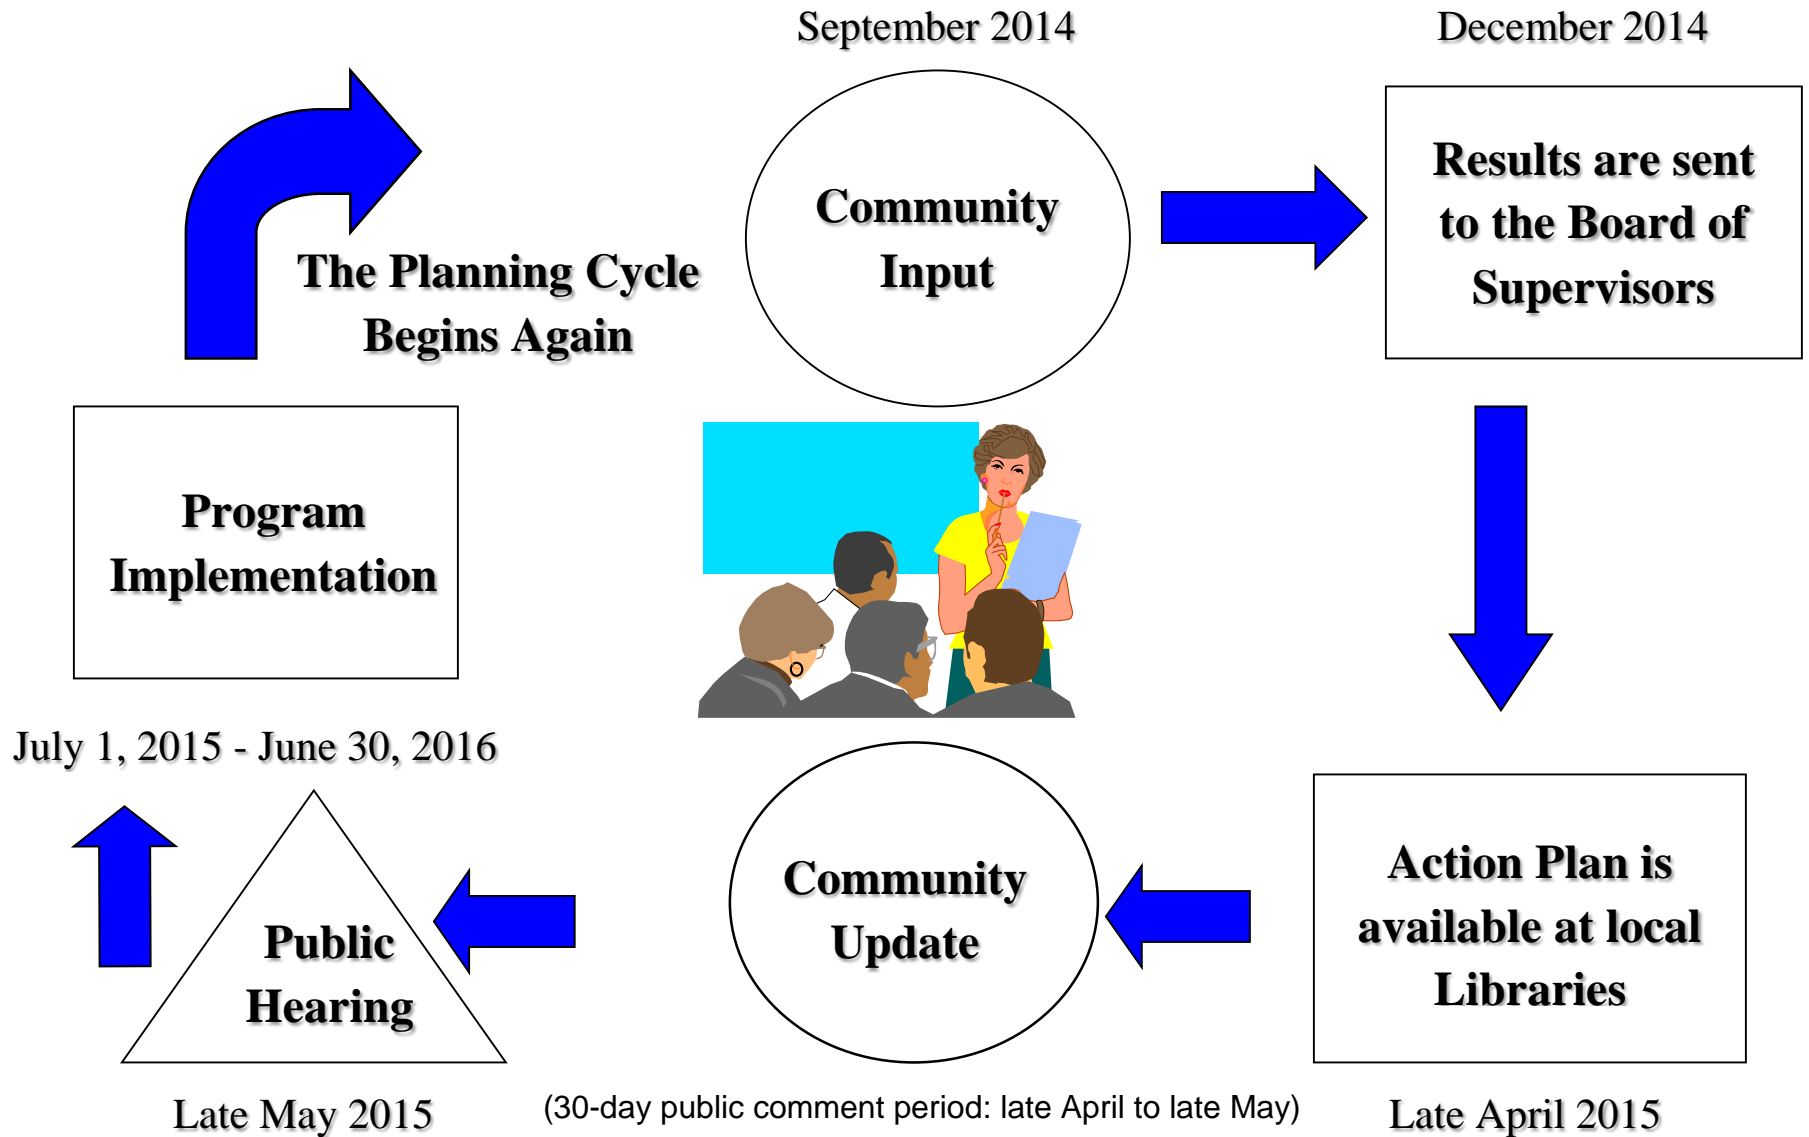 September 2014
Community
Input
December 2014
Results are sent
to the Board of
Supervisors
Action Plan is
available at local
Libraries
Late April 2015
Community
Update
(30-day public comment period: late April to late May)
Public
Hearing
Late May 2015
Program
Implementation
July 1, 2015 - June 30, 2016
The Planning Cycle
Begins Again